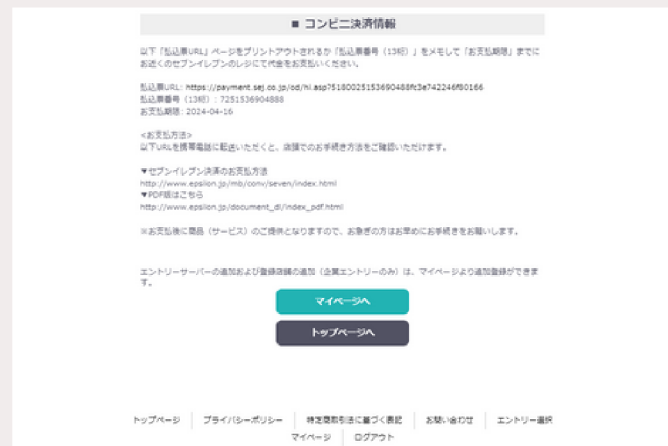 ■ コンビニ決済情報
以下「払込票URL」ページをプリントアウトされるか「払込票番号（13桁）」をメモして「お支払期限」までに
お近くのセブンイレブンのレジにて代金をお支払いください。
払込票URL: https://payment.sej.co.jp/od/hi.asp?51800251536904​88fc3e742246f80166
払込票番号（13桁）: 7251536904888
お支払期限: 2024-04-16
<お支払方法>
以下URLを携帯電話に転送いただくと、店頭でのお手続き方法をご確認いただけます。
▼セブンイレブン決済のお支払方法
http://www.epsilon.jp/mb/conv/seven/index.html
▼PDF版はこちら
http://www.epsilon.jp/document_dl/index_pdf.html
※お支払後に商品（サービス）のご提供となりますので、お急ぎの方はお早めにお手続きをお願いします。
エントリーサーバーの追加および登録店舗の追加（企業エントリーのみ）は、マイページより追加登録ができま
す。
マイページへ
トップページへ
トップページ プライバシーポリシー 特定商取引法に基づく表記 お問い合わせ エントリー選択
マイページ ログアウト